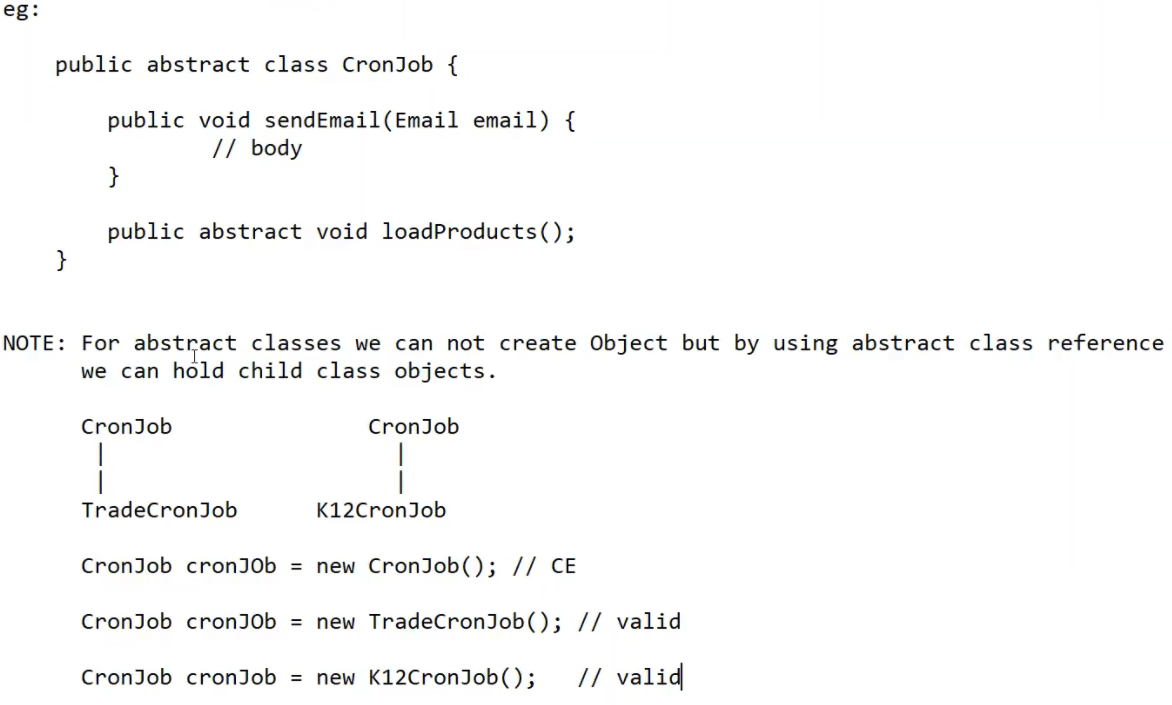 eg:
public abstract class CronJob {
public void sendEmail(Email email) {
// body
}
public abstract void loadProducts();
}
NOTE: For abstract classes we can not create Object but by using abstract class reference
we can hold child class objects.
CronJob                CronJob
|                      |
|                      |
TradeCronJob      K12CronJob
CronJob cronJOb = new CronJob(); // CE
CronJob cronJOb = new TradeCronJob(); // valid
CronJob cronJob = new K12CronJob();   // valid